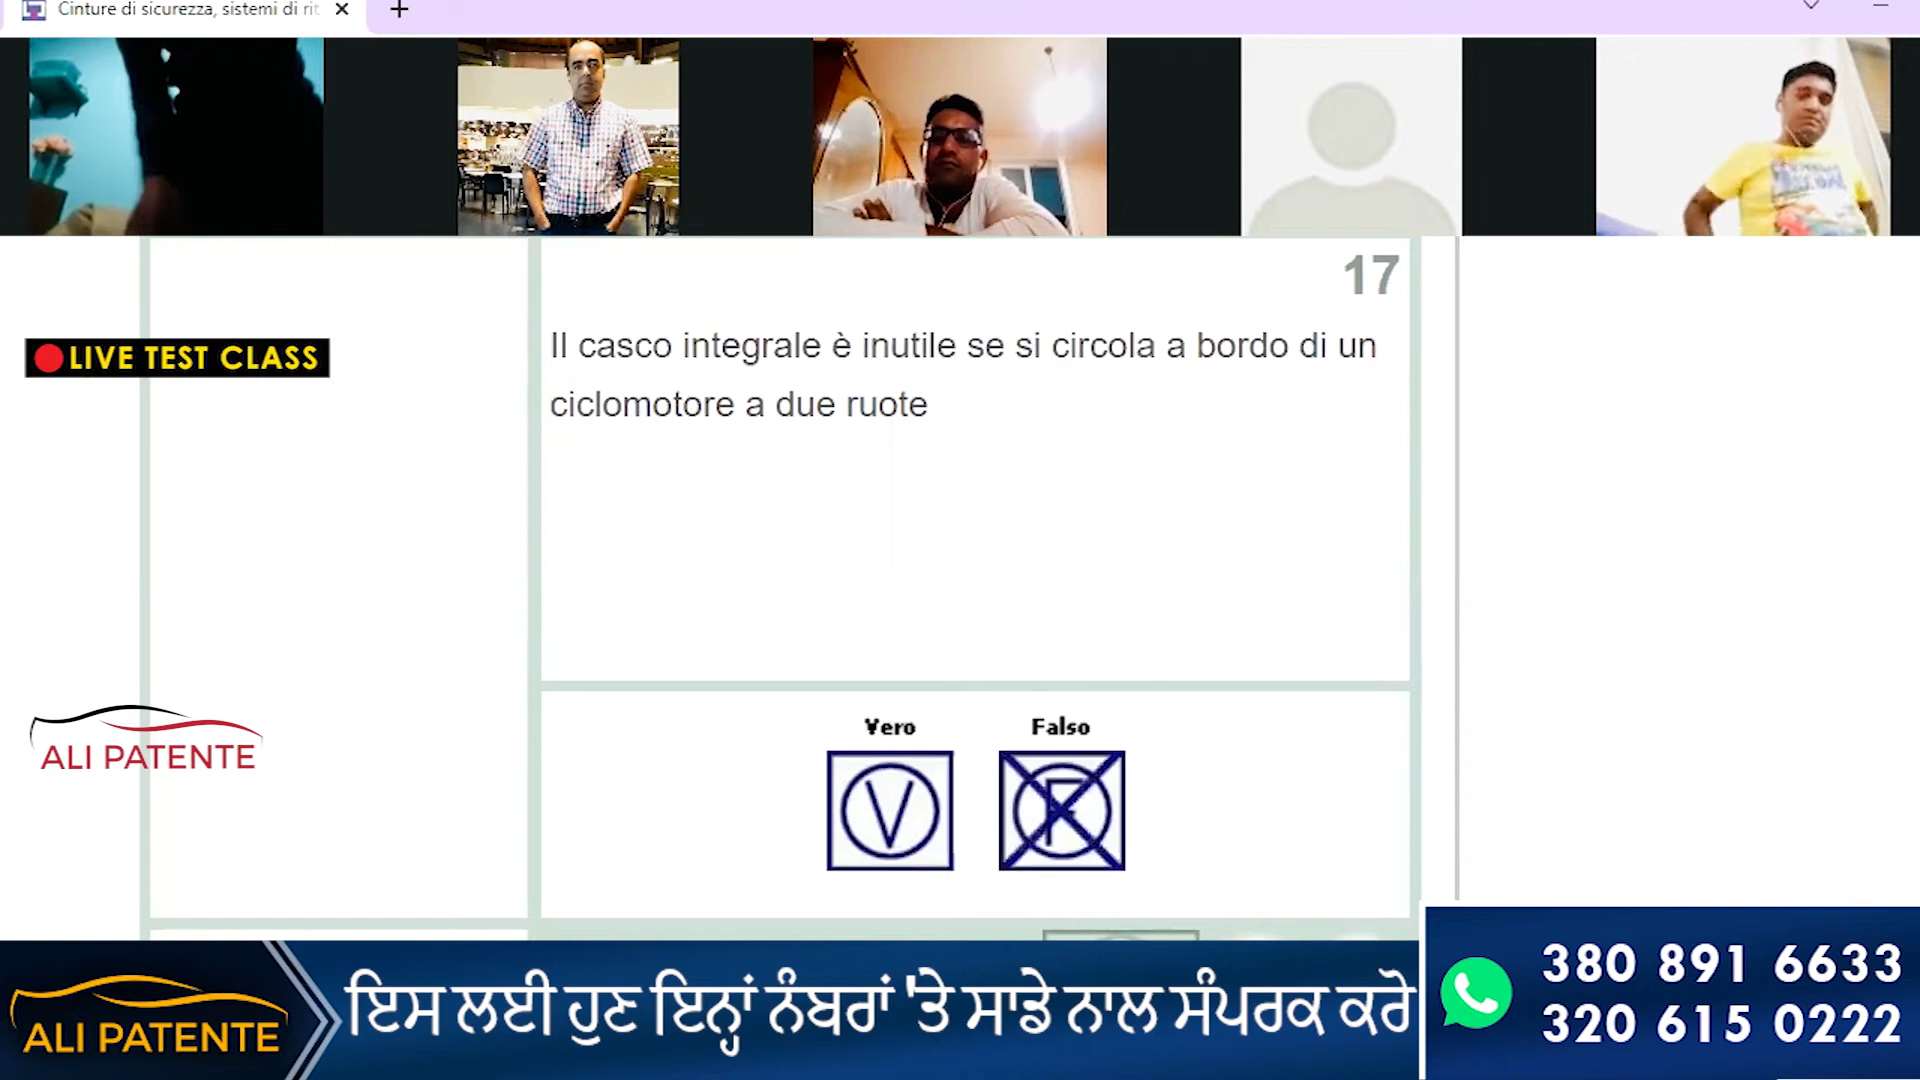 Cinture di sicurezza, sistemi di rit
17
Il casco integrale è inutile se si circola a bordo di un
ciclomotore a due ruote
LIVE TEST CLASS
ALI PATENTE
Vero
Falso
V
F
ALI PATENTE
ਇਸ ਲਈ ਹੁਣ ਇਨ੍ਹਾਂ ਨੰਬਰਾਂ 'ਤੇ ਸਾਡੇ ਨਾਲ ਸੰਪਰਕ ਕਰੋ
380 891 6633
320 615 0222